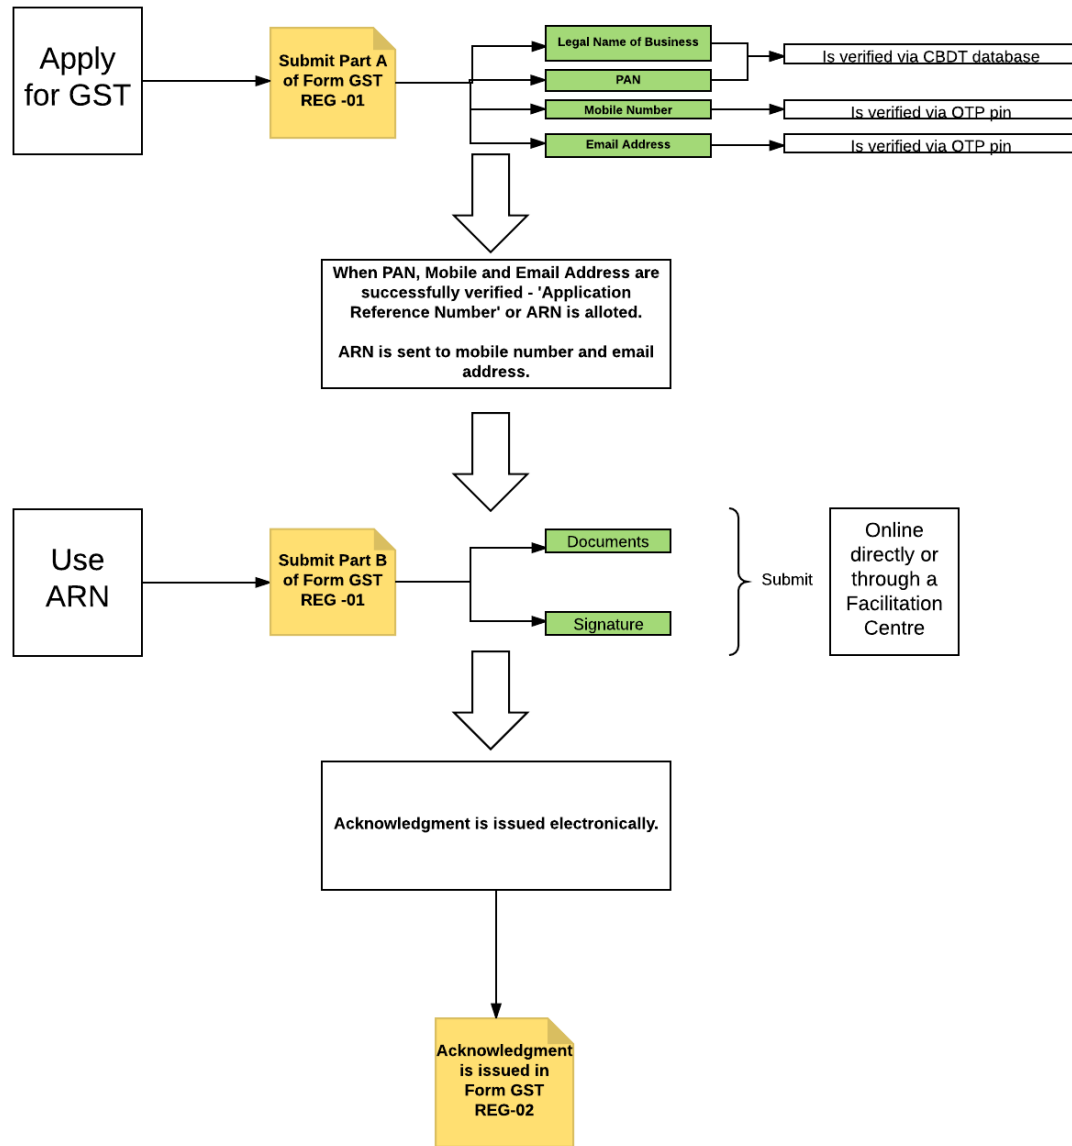 Apply
for GST
Submit Part A
of Form GST
REG -01
Legal Name of Business
PAN
Mobile Number
Email Address
Is verified via CBDT database
Is verified via OTP pin
Is verified via OTP pin
When PAN, Mobile and Email Address are
successfully verified - 'Application
Reference Number' or ARN is alloted.
ARN is sent to mobile number and email
address.
Use
ARN
Submit Part B
of Form GST
REG -01
Documents
Signature
Submit
Online
directly or
through a
Facilitation
Centre
Acknowledgment is issued electronically.
Acknowledgment
is issued in
Form GST
REG-02